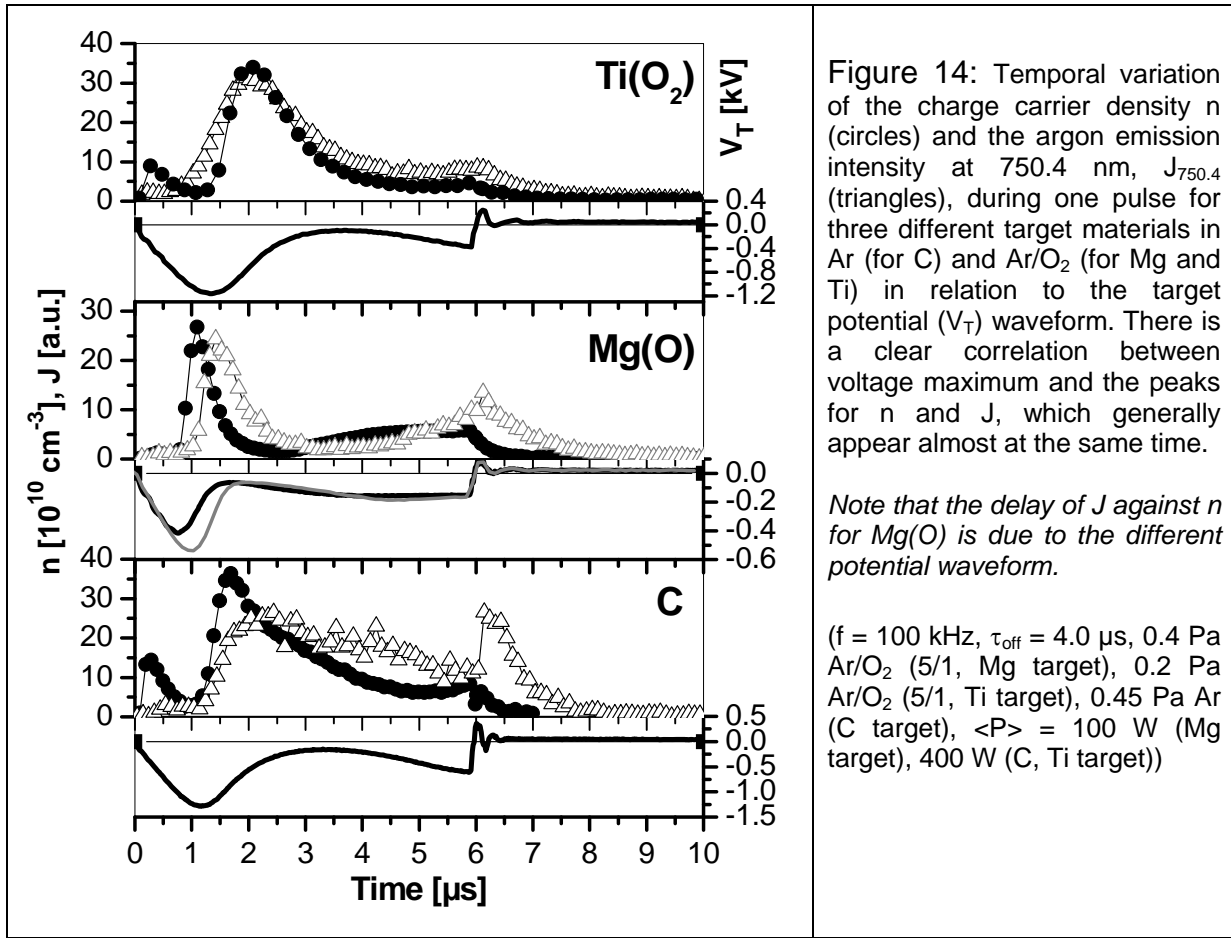 40
30
20
10
0
Ti(O2)
VT [kV]
0.4
0.0
-0.4
-0.8
-1.2
30
20
10
0
Mg(O)
n [10^10 cm^-3], J [a.u.]
0.0
-0.2
-0.4
-0.6
40
30
20
10
0
C
0.5
0.0
-0.5
-1.0
-1.5
0 1 2 3 4 5 6 7 8 9 10
Time [µs]
Figure 14: Temporal variation
of the charge carrier density n
(circles) and the argon emission
intensity at 750.4 nm, J750.4
(triangles), during one pulse for
three different target materials in
Ar (for C) and Ar/O2 (for Mg and
Ti) in relation to the target
potential (VT) waveform. There is
a clear correlation between
voltage maximum and the peaks
for n and J, which generally
appear almost at the same time.
Note that the delay of J against n
for Mg(O) is due to the different
potential waveform.
(f = 100 kHz, τoff = 4.0 µs, 0.4 Pa
Ar/O2 (5/1, Mg target), 0.2 Pa
Ar/O2 (5/1, Ti target), 0.45 Pa Ar
(C target), <P> = 100 W (Mg
target), 400 W (C, Ti target))